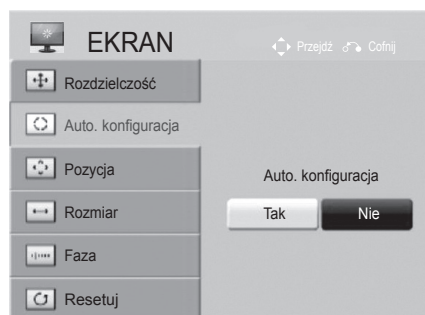 EKRAN
Przejdź Cofnij
Rozdzielczość
Auto. konfiguracja
Pozycja
Rozmiar
Faza
Resetuj
Auto. konfiguracja
Tak Nie